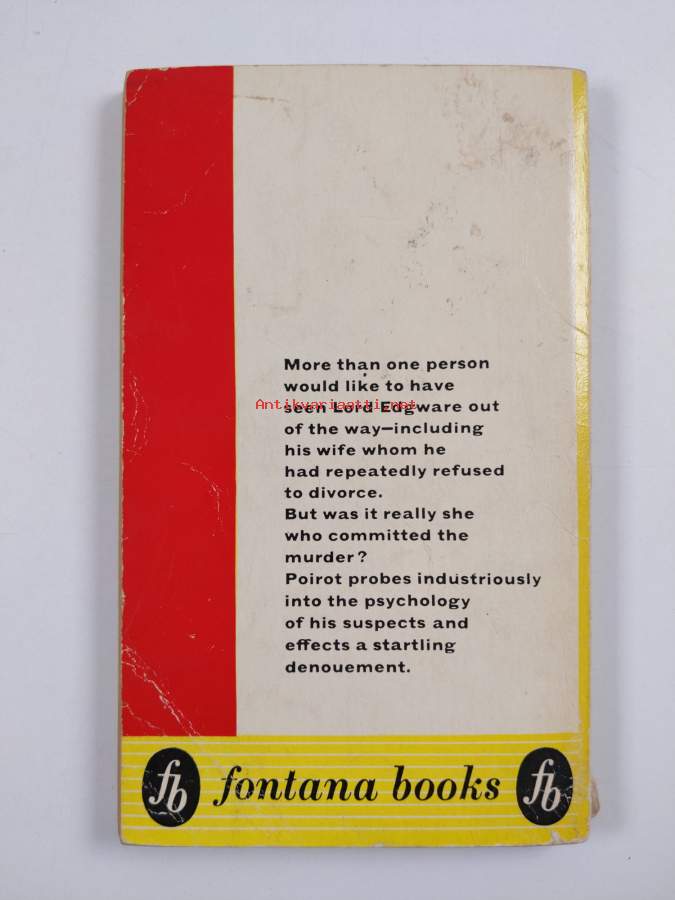 More than one person
would like to have
Antikvariaatti.net
seen Lord Edgware out
of the way—including
his wife whom he
had repeatedly refused
to divorce.
But was it really she
who committed the
murder?
Poirot probes industriously
into the psychology
of his suspects and
effects a startling
denouement.
fb fontana books fb